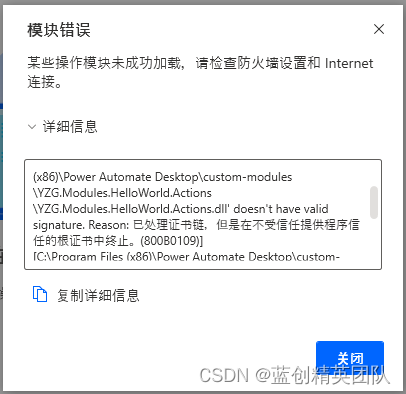 模块错误
某些操作模块未成功加载，请检查防火墙设置和 Internet
连接。
详细信息
(x86)\Power Automate Desktop\custom-modules
\YZG.Modules.HelloWorld.Actions
\YZG.Modules.HelloWorld.Actions.dll' doesn't have valid
signature. Reason: 已处理证书链，但是在不受信任提供程序信
任的根证书中终止。(800B0109)]
[C:\Program Files (x86)\Power Automate Desktop\custom-
复制详细信息
关闭
CSDN @蓝创精英团队